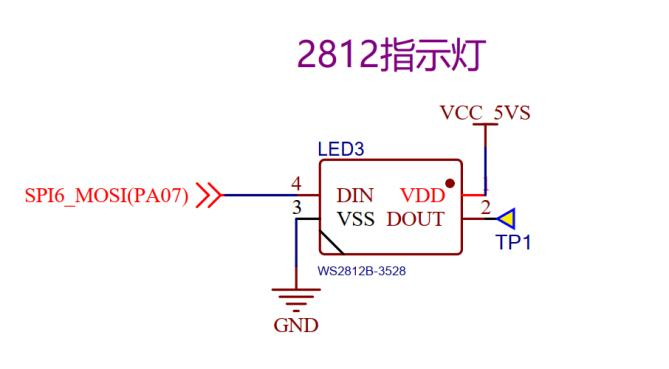 2812指示灯
VCC_5VS
LED3
SPI6_MOSI(PA07)
4
DIN
VDD
1
3
VSS
DOUT
2
TP1
WS2812B-3528
GND